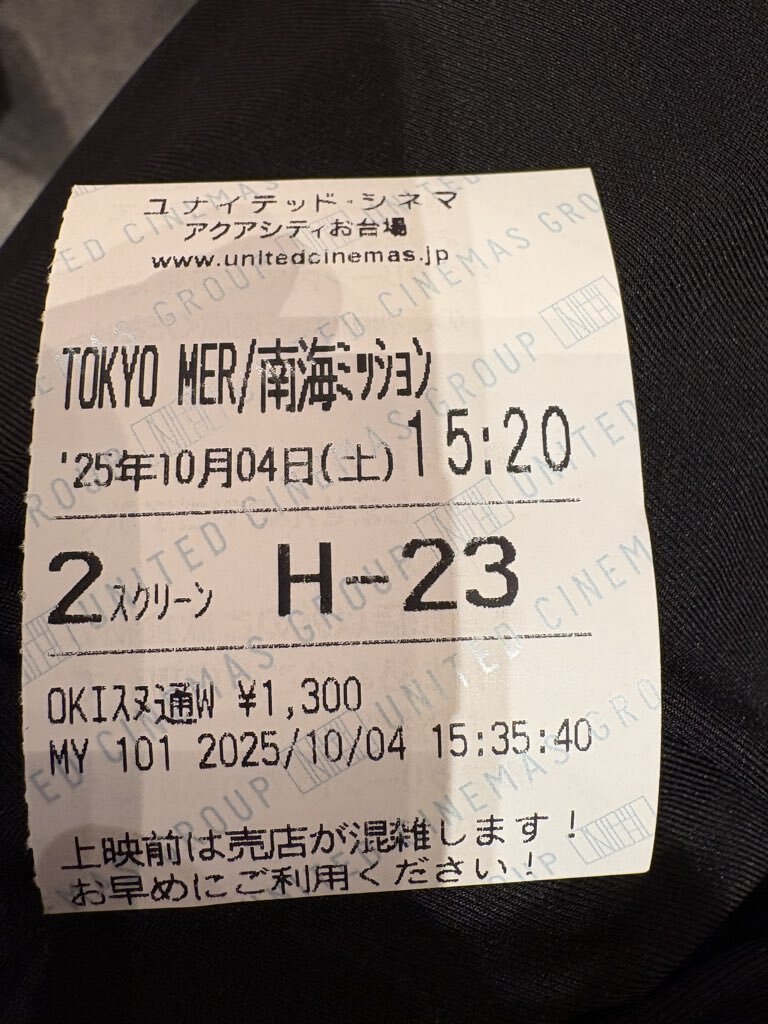 ユナイテッド・シネマ
アクアシティお台場
www.unitedcinemas.jp
TOKYO MER/南海ミッション
'25年10月04日(土) 15:20
2スクリーン H-23
OKIスヌ通W ¥1,300
MY 101 2025/10/04 15:35:40
上映前は売店が混雑します!
お早めにご利用ください!
UNITED CINEMAS GROUP